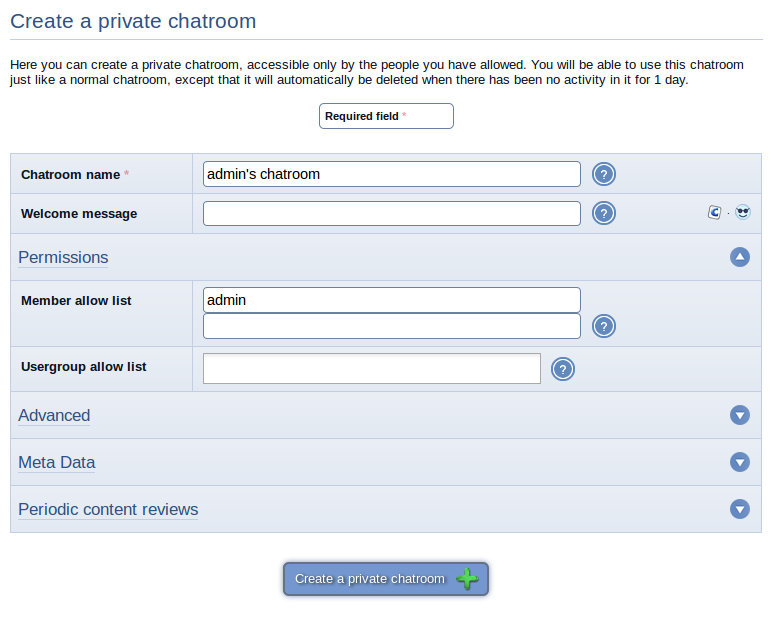 Create a private chatroom
Here you can create a private chatroom, accessible only by the people you have allowed. You will be able to use this chatroom
just like a normal chatroom, except that it will automatically be deleted when there has been no activity in it for 1 day.
Required field *
Chatroom name * admin's chatroom ?
Welcome message ? ·
Permissions
Member allow list admin
?
Usergroup allow list ?
Advanced
Meta Data
Periodic content reviews
Create a private chatroom